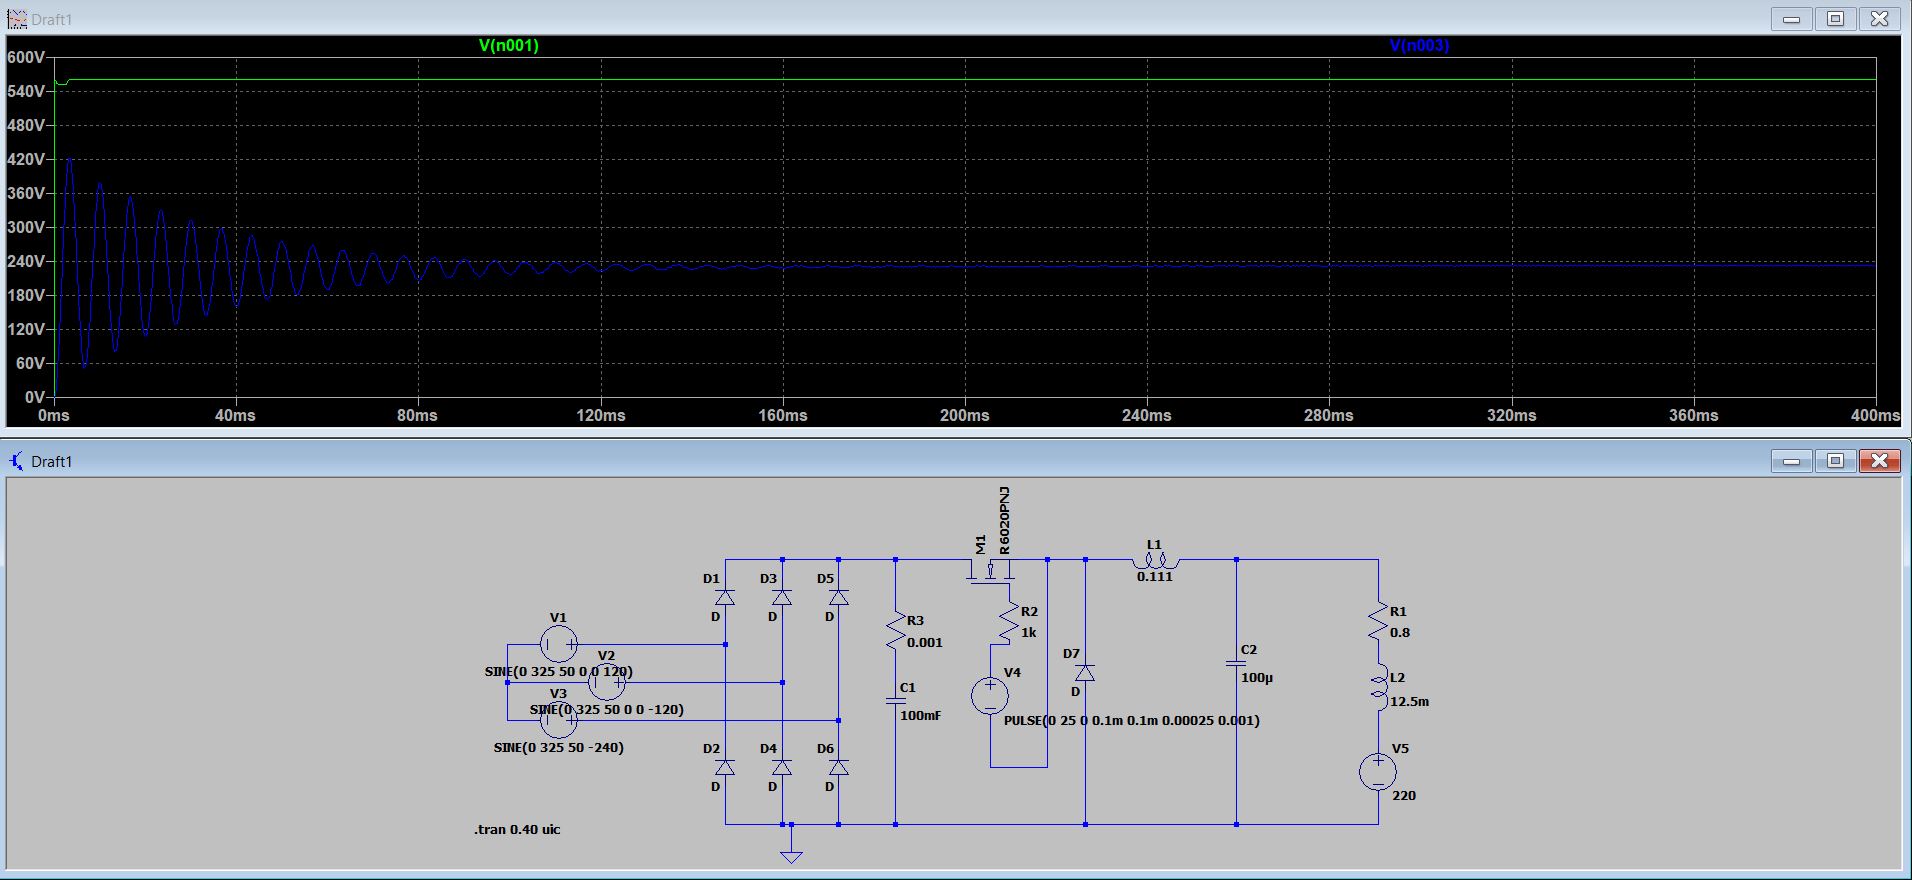 Draft1
V(n001) V(n003)
600V
540V
480V
420V
360V
300V
240V
180V
120V
60V
0V
0ms 40ms 80ms 120ms 160ms 200ms 240ms 280ms 320ms 360ms 400ms
Draft1
M1
R6020PNJ
L1
0.111
D1 D3 D5
D D D
V1
SINE(0 325 50 0 0 120)
V2
SINE(0 325 50 0 0 -120)
V3
SINE(0 325 50 -240)
R3
0.001
R2
1k
R1
0.8
D7
D
C2
100µ
V4
PULSE(0 25 0 0.1m 0.1m 0.00025 0.001)
C1
100mF
L2
12.5m
D2 D4 D6
D D D
V5
220
.tran 0.40 uic